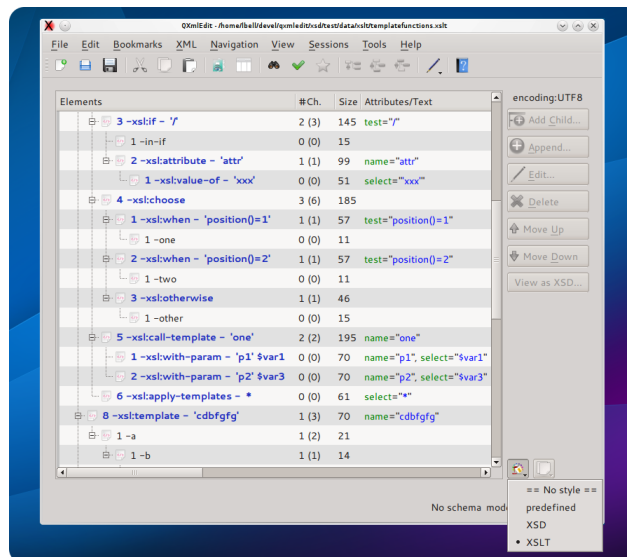 QXmlEdit - /home/lbell/devel/qxmledit/xsd/test/data/xslt/templatefunctions.xslt
File Edit Bookmarks XML Navigation View Sessions Tools Help
encoding:UTF8
Elements #Ch. Size Attributes/Text
3 -xsl:if - '/' 2 (3) 145 test="/"
1 -in-if 0 (0) 15
2 -xsl:attribute - 'attr' 1 (1) 99 name="attr"
1 -xsl:value-of - 'xxx' 0 (0) 51 select="'xxx'"
4 -xsl:choose 3 (6) 185
1 -xsl:when - 'position()=1' 1 (1) 57 test="position()=1"
1 -one 0 (0) 11
2 -xsl:when - 'position()=2' 1 (1) 57 test="position()=2"
1 -two 0 (0) 11
3 -xsl:otherwise 1 (1) 46
1 -other 0 (0) 15
5 -xsl:call-template - 'one' 2 (2) 195 name="one"
1 -xsl:with-param - 'p1' $var1 0 (0) 70 name="p1", select="$var1"
2 -xsl:with-param - 'p2' $var3 0 (0) 70 name="p2", select="$var3"
6 -xsl:apply-templates - * 0 (0) 61 select="*"
8 -xsl:template - 'cdbfgfg' 1 (3) 70 name="cdbfgfg"
1 -a 1 (2) 21
1 -b 1 (1) 14
Add Child...
Append...
Edit...
Delete
Move Up
Move Down
View as XSD...
No schema mode
== No style ==
predefined
XSD
XSLT